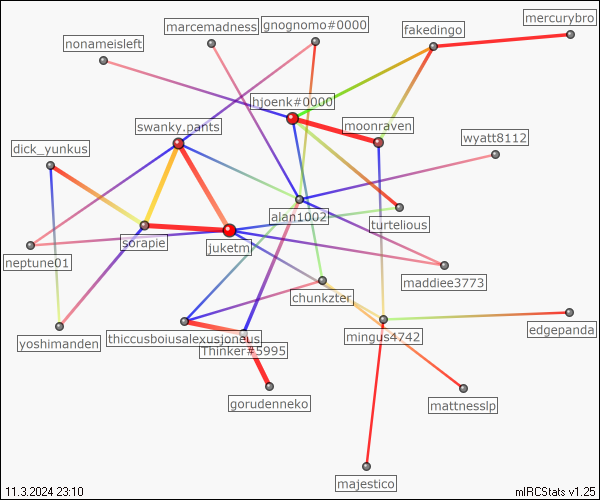 mercurybro
marcemadness
gnognomo#0000
fakedingo
nonameisleft
hjoenk#0000
swanky.pants
moonraven
wyatt8112
dick_yunkus
alan1002
turtelious
sorapie
juketm
neptune01
maddiee3773
chunkzter
edgepanda
thiccusboiusalexusjoneus
mingus4742
yoshimanden
Thinker#5995
gorudenneko
mattnesslp
majestico
11.3.2024 23:10
mIRCStats v1.25